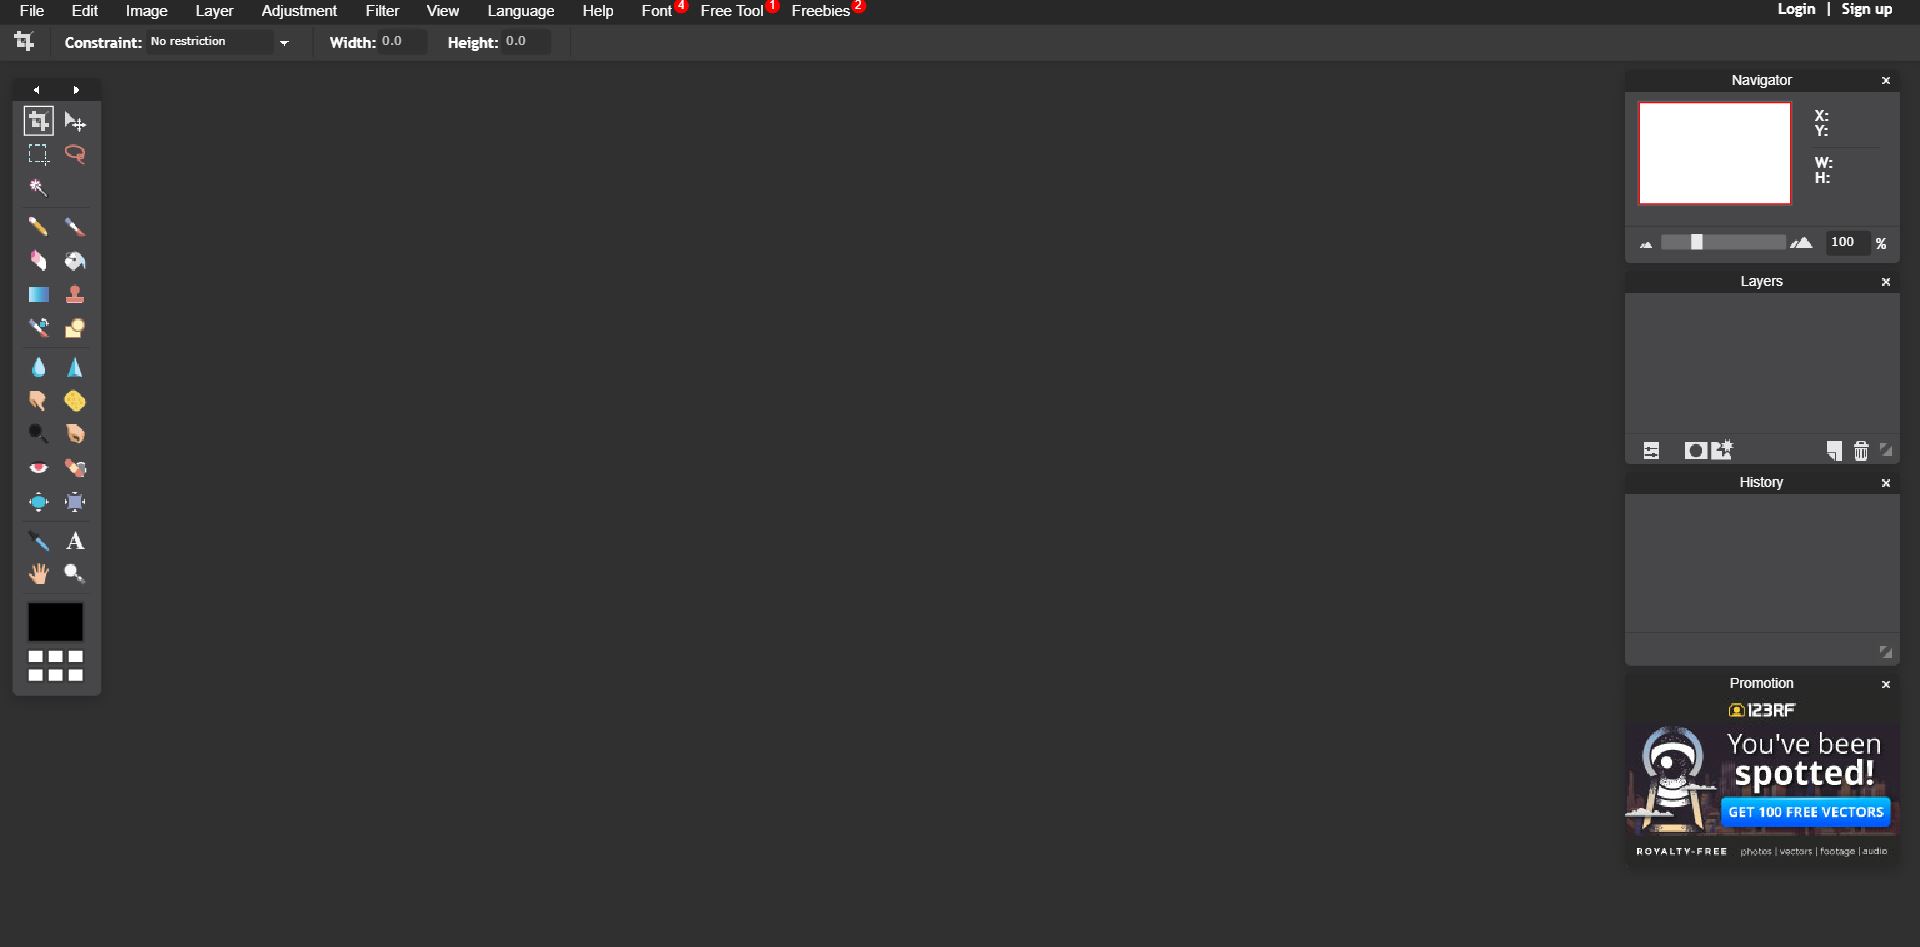 File Edit Image Layer Adjustment Filter View Language Help Font 4 Free Tool 1 Freebies 2 Login | Sign up
Constraint: No restriction Width: 0.0 Height: 0.0
Navigator
X:
Y:
W:
H:
100 %
Layers
History
Promotion
123RF
You've been
spotted!
GET 100 FREE VECTORS
ROYALTY-FREE photos | vectors | footage | audio
A